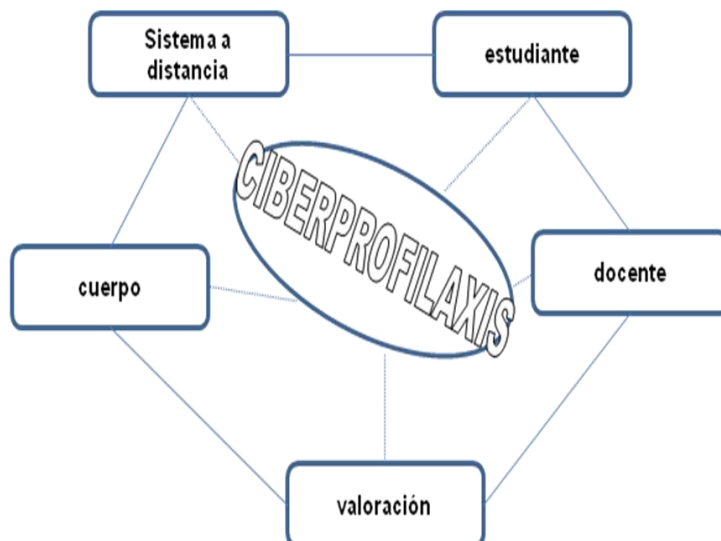 Sistema a
distancia
estudiante
CIBERPROFILAXIS
cuerpo
docente
valoración